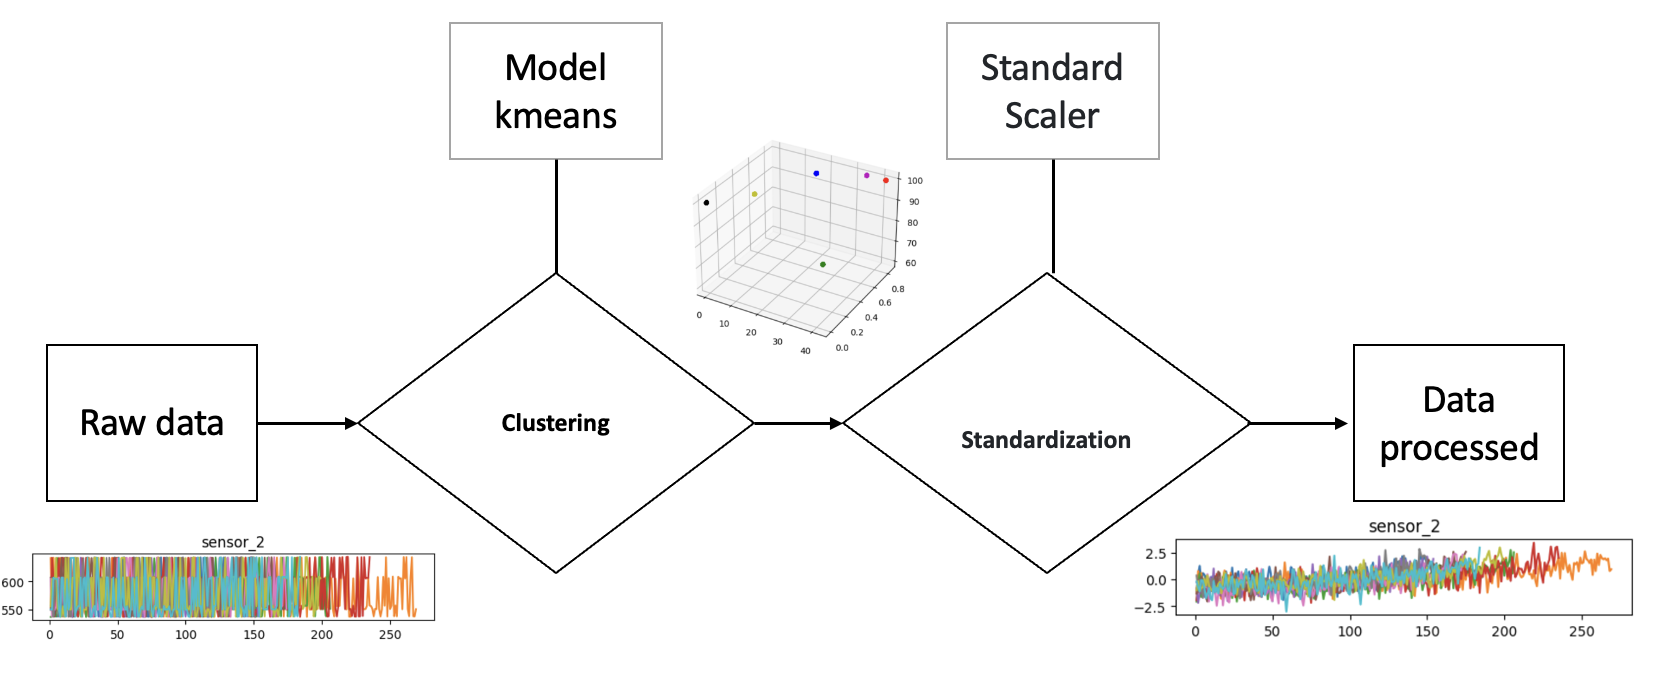 Model
kmeans
Standard
Scaler
100
90
80
70
60
0.8
0.6
0.4
0.2
0.0
0
10
20
30
40
Raw data
Clustering
Standardization
Data
processed
sensor_2
600
550
0 50 100 150 200 250
sensor_2
2.5
0.0
−2.5
0 50 100 150 200 250